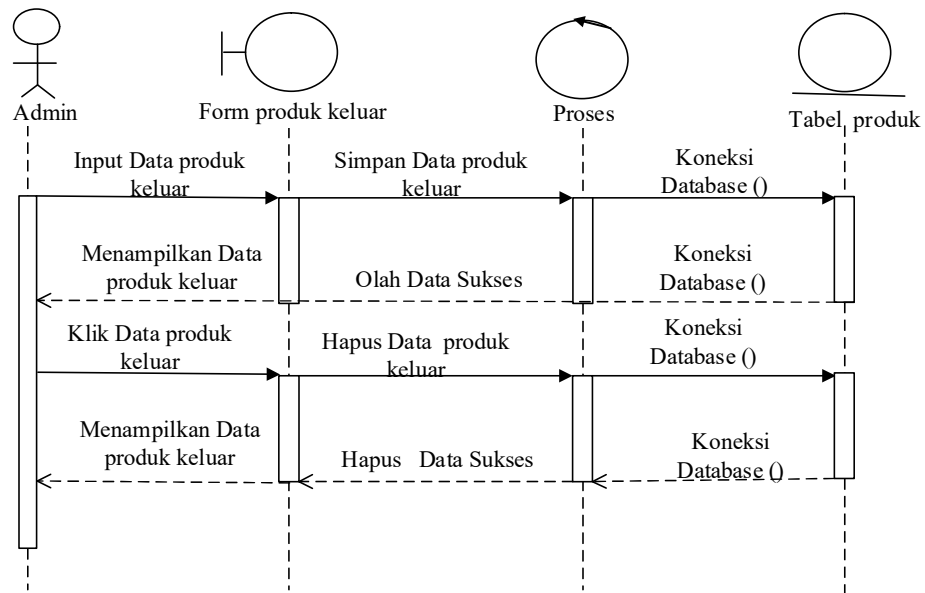 Admin
Form produk keluar
Proses
Tabel produk
Input Data produk
keluar
Simpan Data produk
keluar
Koneksi
Database ()
Menampilkan Data
produk keluar
Olah Data Sukses
Koneksi
Database ()
Klik Data produk
keluar
Hapus Data produk
keluar
Koneksi
Database ()
Menampilkan Data
produk keluar
Hapus Data Sukses
Koneksi
Database ()